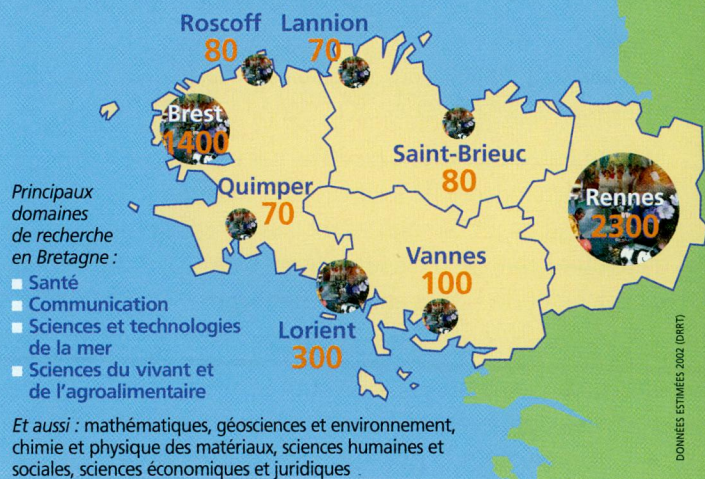 Roscoff
80
Lannion
70
Brest
1400
Saint-Brieuc
80
Quimper
70
Rennes
2300
Vannes
100
Lorient
300
Principaux
domaines
de recherche
en Bretagne :
Santé
Communication
Sciences et technologies
de la mer
Sciences du vivant et
de l'agroalimentaire
Et aussi : mathématiques, géosciences et environnement,
chimie et physique des matériaux, sciences humaines et
sociales, sciences économiques et juridiques
DONNÉES ESTIMÉES 2002 (DRRT)